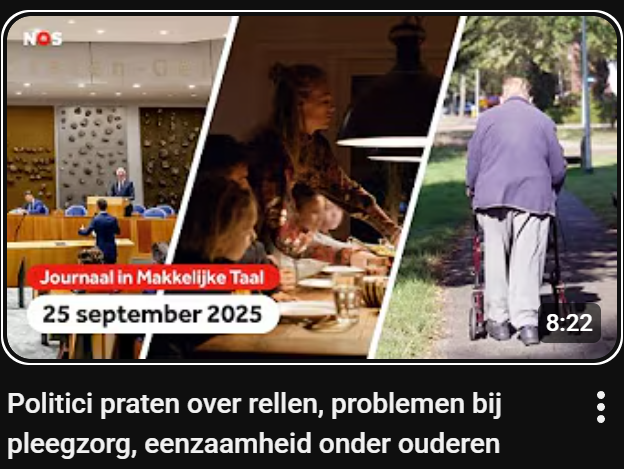 NOS
Journaal in Makkelijke Taal
25 september 2025
8:22
Politici praten over rellen, problemen bij
pleegzorg, eenzaamheid onder ouderen